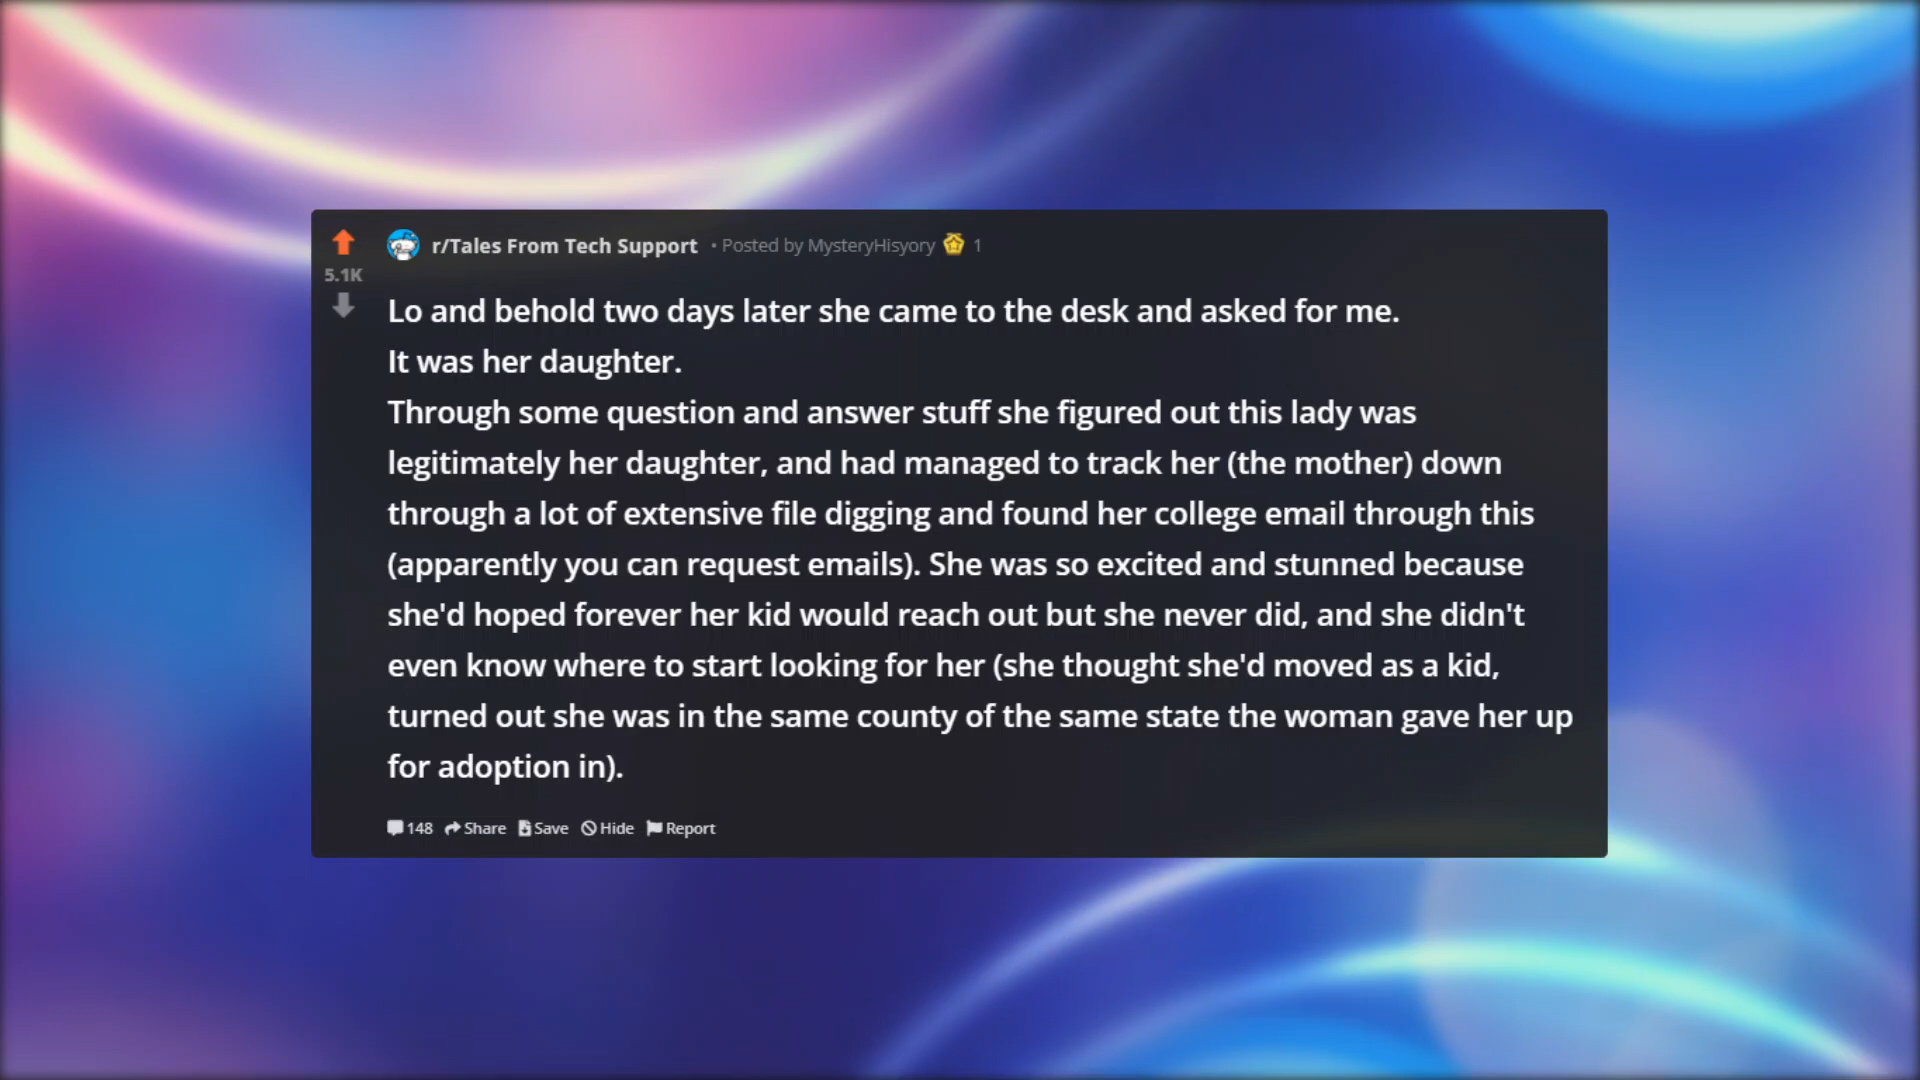 r/Tales From Tech Support • Posted by MysteryHisyory 1
5.1K
Lo and behold two days later she came to the desk and asked for me.
It was her daughter.
Through some question and answer stuff she figured out this lady was
legitimately her daughter, and had managed to track her (the mother) down
through a lot of extensive file digging and found her college email through this
(apparently you can request emails). She was so excited and stunned because
she'd hoped forever her kid would reach out but she never did, and she didn't
even know where to start looking for her (she thought she'd moved as a kid,
turned out she was in the same county of the same state the woman gave her up
for adoption in).
148 Share Save Hide Report